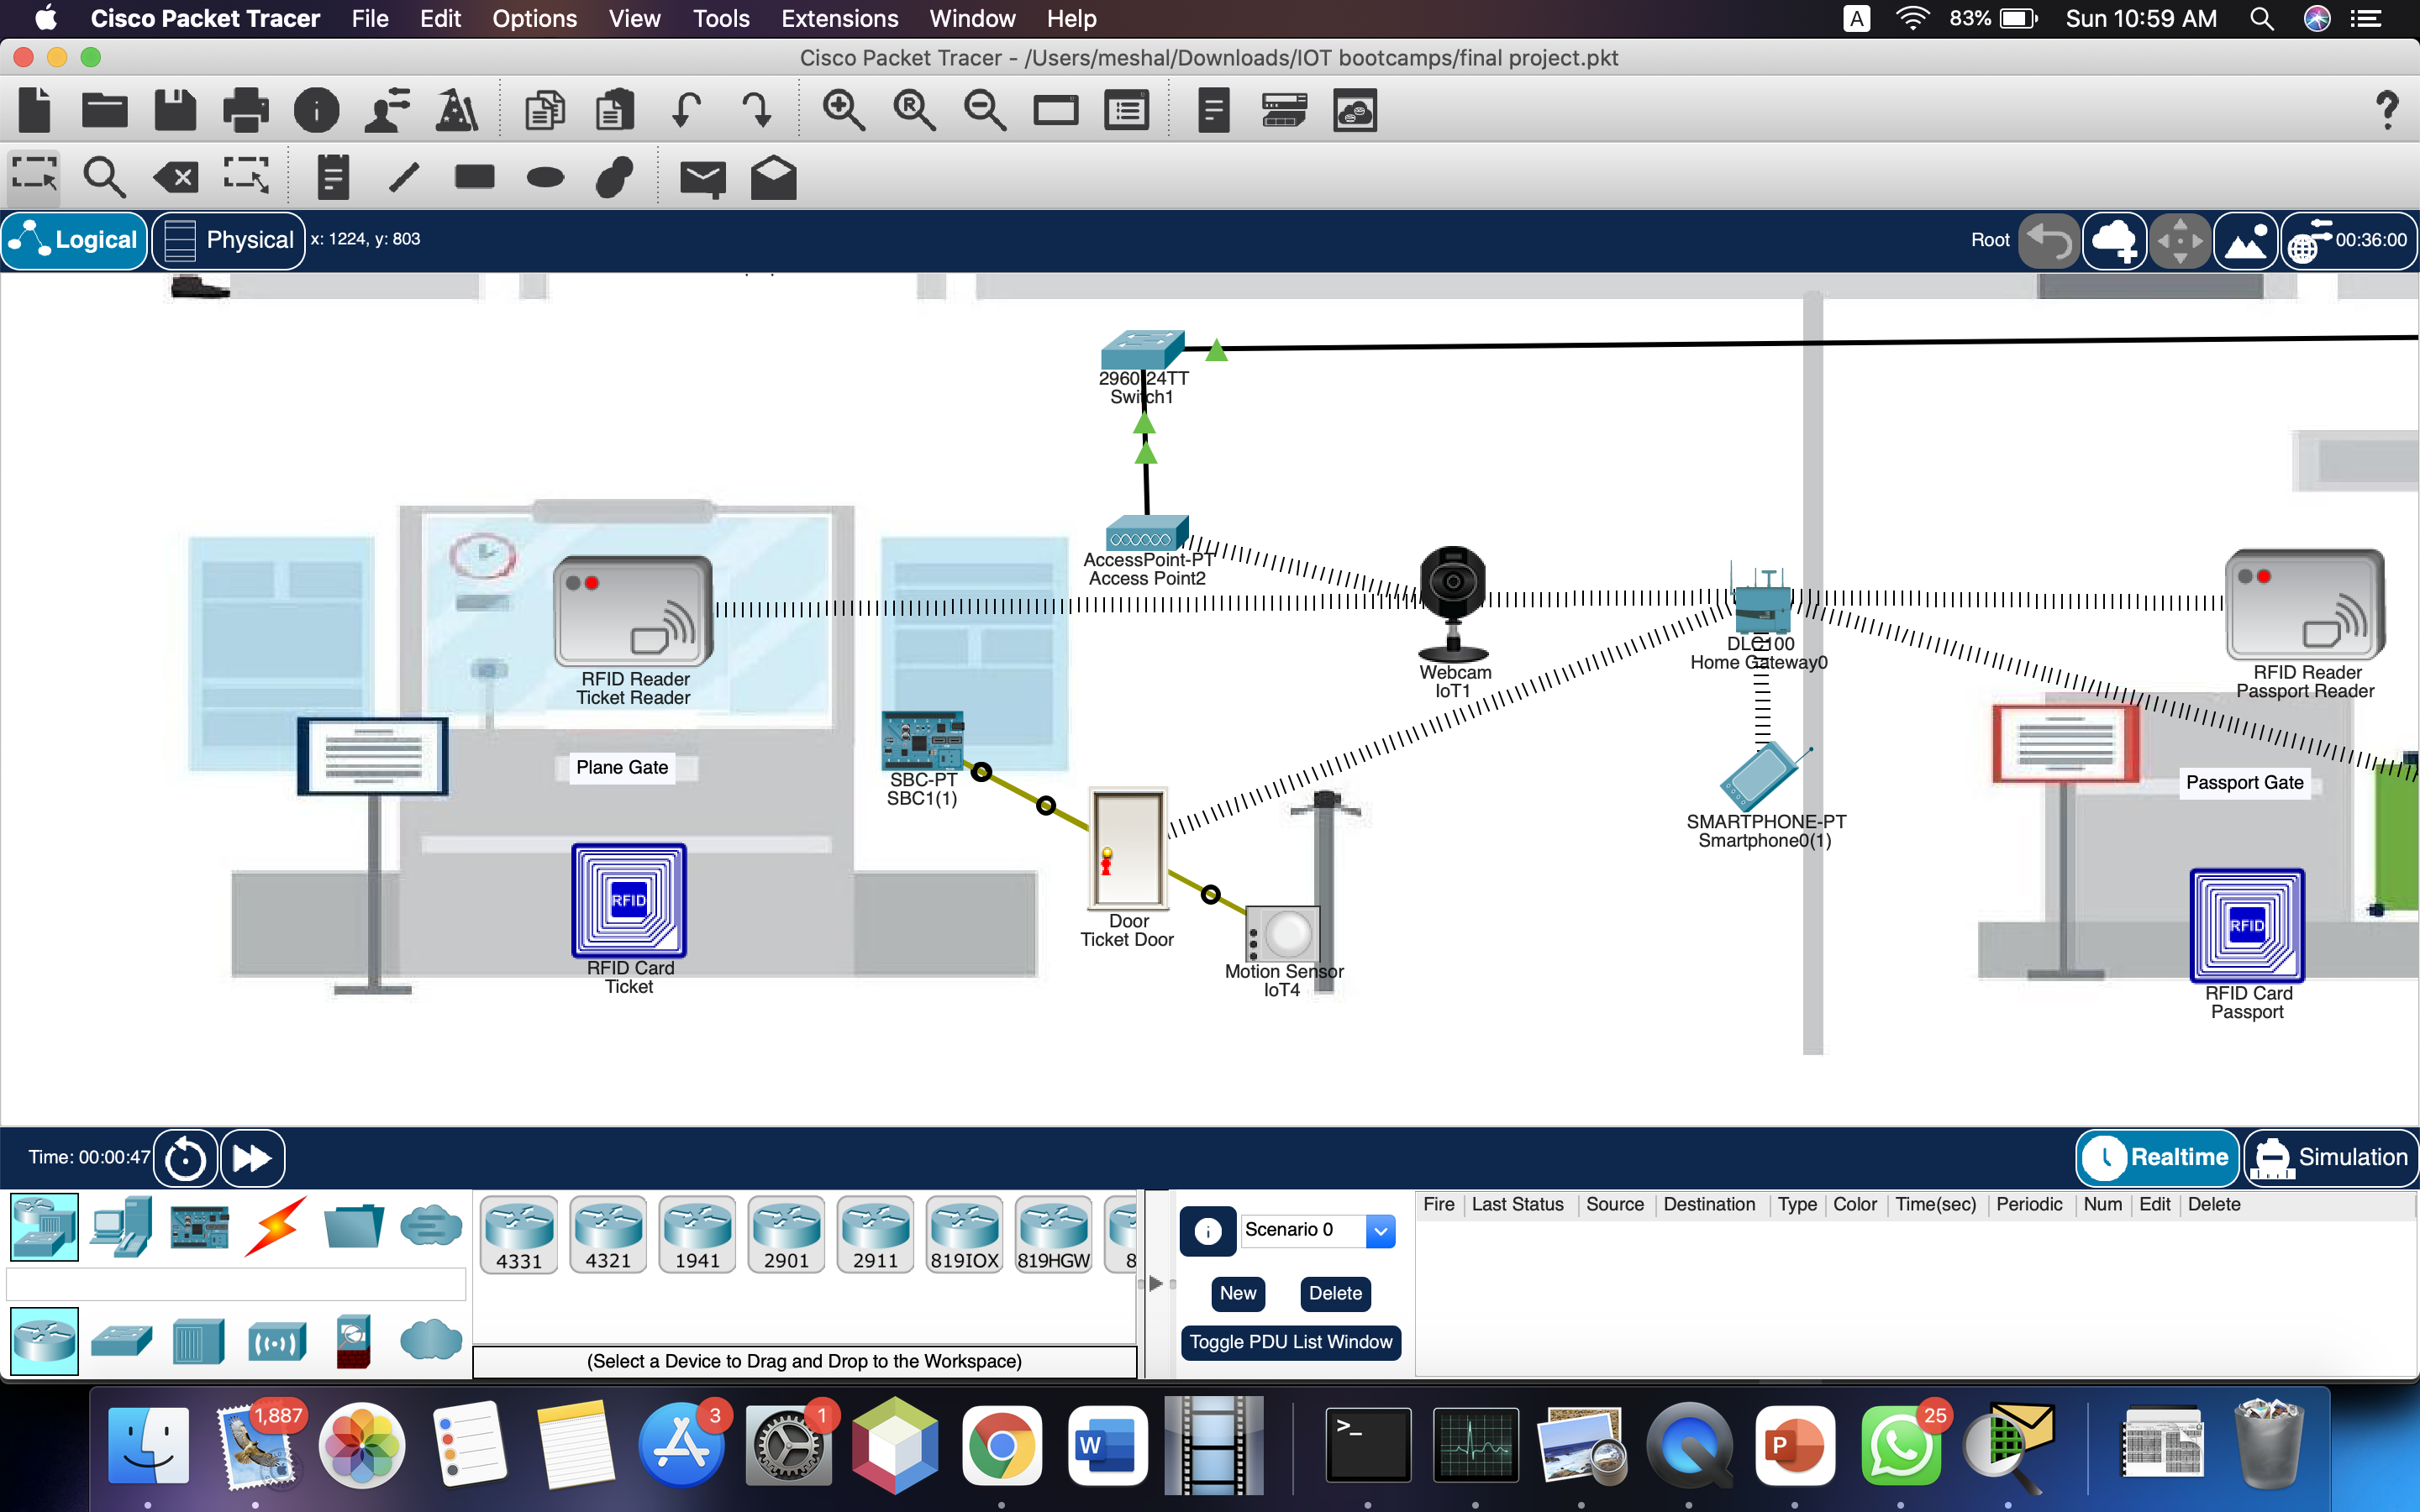 Cisco Packet Tracer File Edit Options View Tools Extensions Window Help A 83% Sun 10:59 AM
Cisco Packet Tracer - /Users/meshal/Downloads/IOT bootcamps/final project.pkt
Logical Physical x: 1224, y: 803 Root 00:36:00
2960 24TT
Switch1
AccessPoint-PT
Access Point2
RFID Reader
Ticket Reader
Webcam
IoT1
DLC100
Home Gateway0
RFID Reader
Passport Reader
Plane Gate
SBC-PT
SBC1(1)
Passport Gate
SMARTPHONE-PT
Smartphone0(1)
RFID
Door
Ticket Door
RFID
RFID Card
Ticket
Motion Sensor
IoT4
RFID Card
Passport
Time: 00:00:47 Realtime Simulation
4331 4321 1941 2901 2911 819IOX 819HGW 8
Scenario 0
New Delete
Toggle PDU List Window
Fire Last Status Source Destination Type Color Time(sec) Periodic Num Edit Delete
(Select a Device to Drag and Drop to the Workspace)
1,887 3 1 W >_ P 25